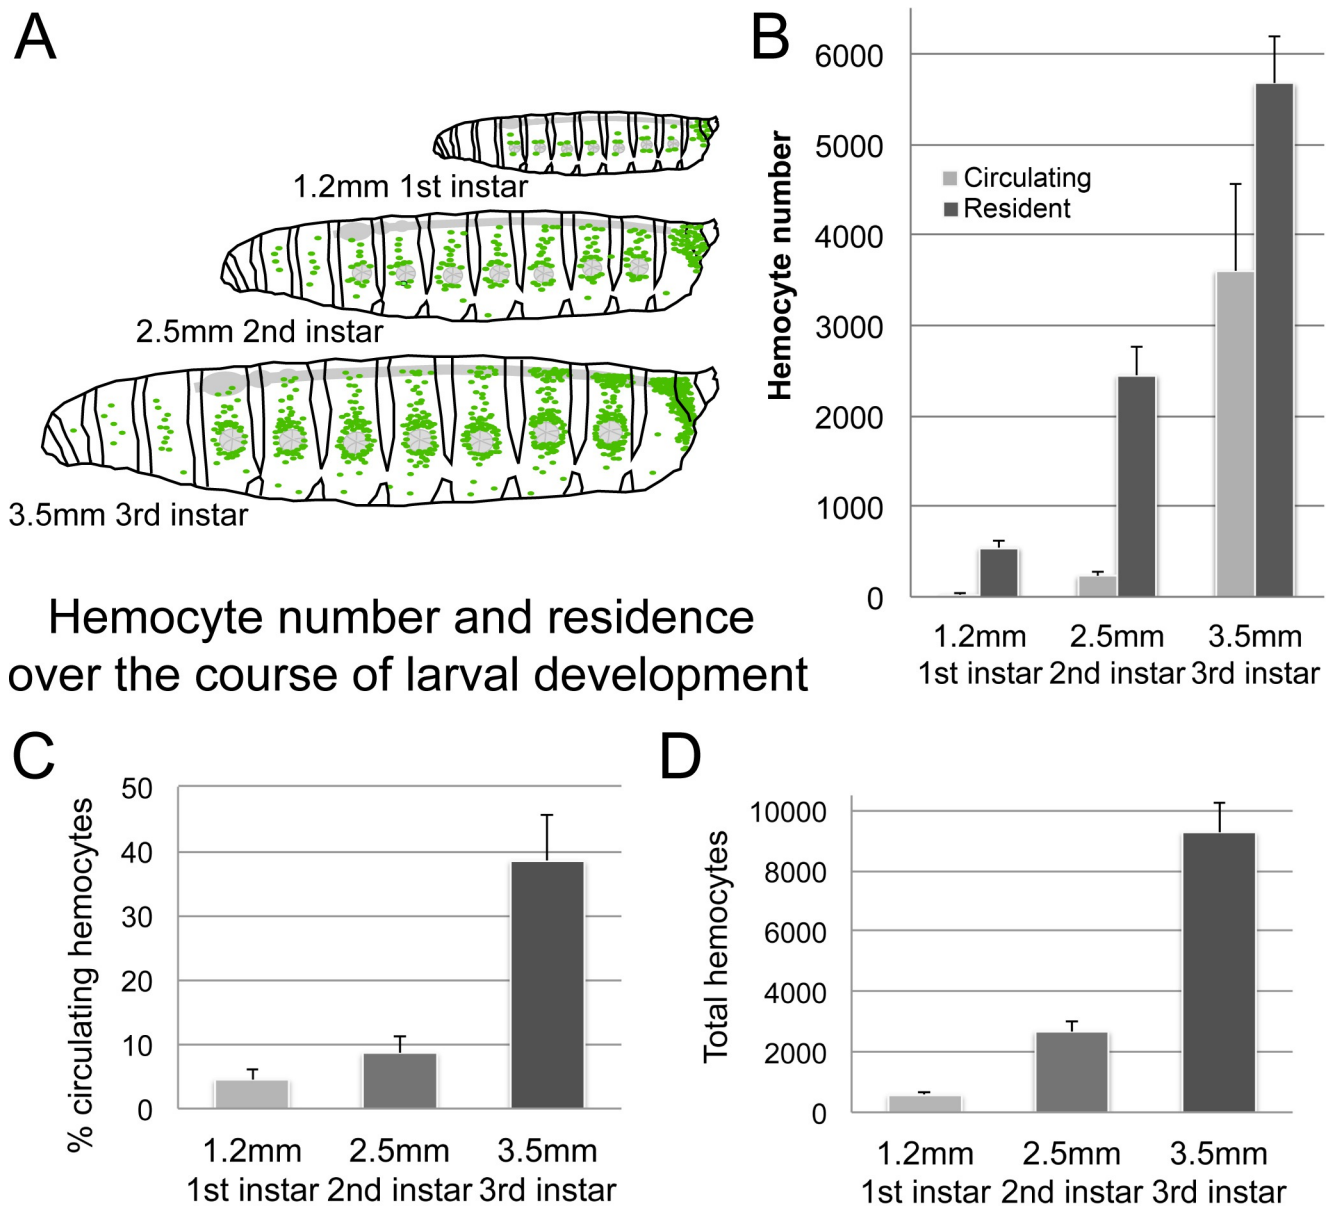 A
1.2mm 1st instar
2.5mm 2nd instar
3.5mm 3rd instar
Hemocyte number and residence
over the course of larval development
B
Hemocyte number
6000
5000
4000
3000
2000
1000
0
Circulating
Resident
1.2mm
1st instar
2.5mm
2nd instar
3.5mm
3rd instar
C
% circulating hemocytes
50
40
30
20
10
0
1.2mm
1st instar
2.5mm
2nd instar
3.5mm
3rd instar
D
Total hemocytes
10000
8000
6000
4000
2000
0
1.2mm
1st instar
2.5mm
2nd instar
3.5mm
3rd instar